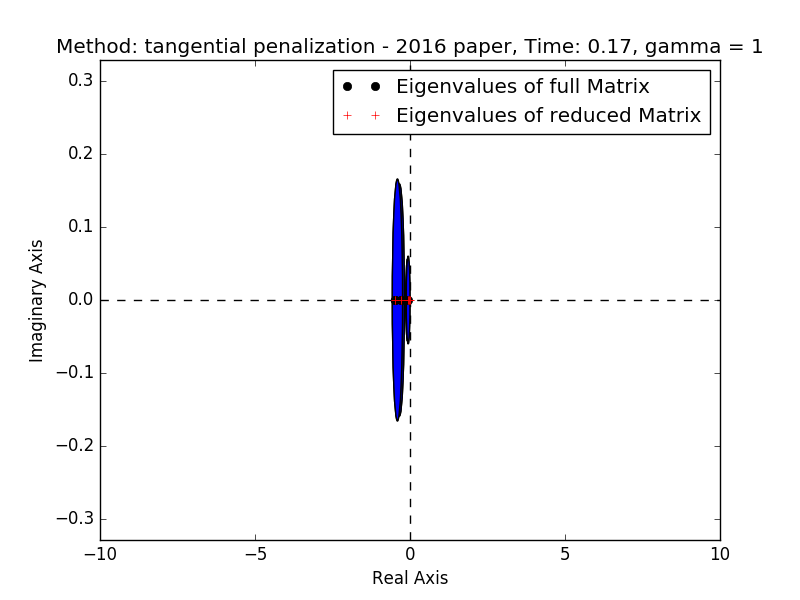 Method: tangential penalization - 2016 paper, Time: 0.17, gamma = 1
Eigenvalues of full Matrix
Eigenvalues of reduced Matrix
0.3
0.2
0.1
0.0
−0.1
−0.2
−0.3
Imaginary Axis
−10
−5
0
5
10
Real Axis